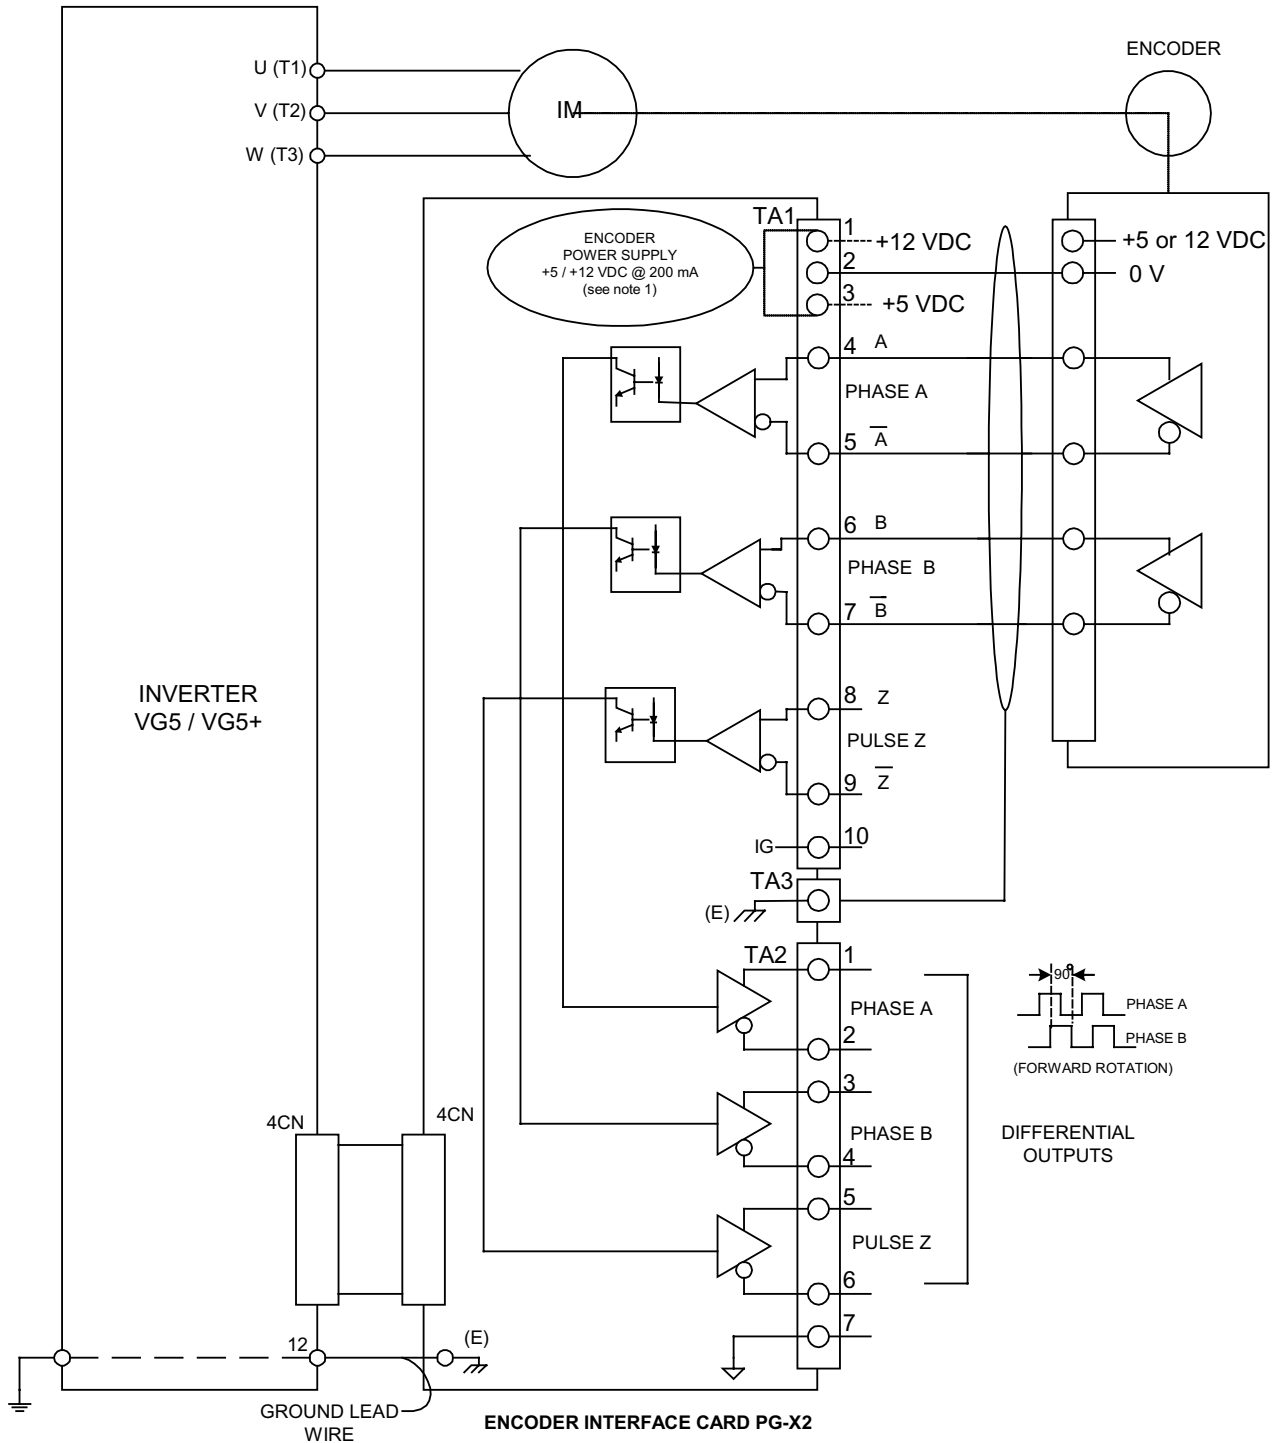 ENCODER
U (T1)
V (T2)
W (T3)
IM
ENCODER
POWER SUPPLY
+5 / +12 VDC @ 200 mA
(see note 1)
TA1
1
+12 VDC
2
3
+5 VDC
+5 or 12 VDC
0 V
4
A
PHASE A
5
A̅
6
B
PHASE B
7
B̅
8
Z
PULSE Z
9
Z̅
IG
10
INVERTER
VG5 / VG5+
TA3
(E)
TA2
1
PHASE A
2
3
PHASE B
4
5
PULSE Z
6
7
90°
PHASE A
PHASE B
(FORWARD ROTATION)
DIFFERENTIAL
OUTPUTS
4CN
4CN
12
(E)
GROUND LEAD
WIRE
ENCODER INTERFACE CARD PG-X2